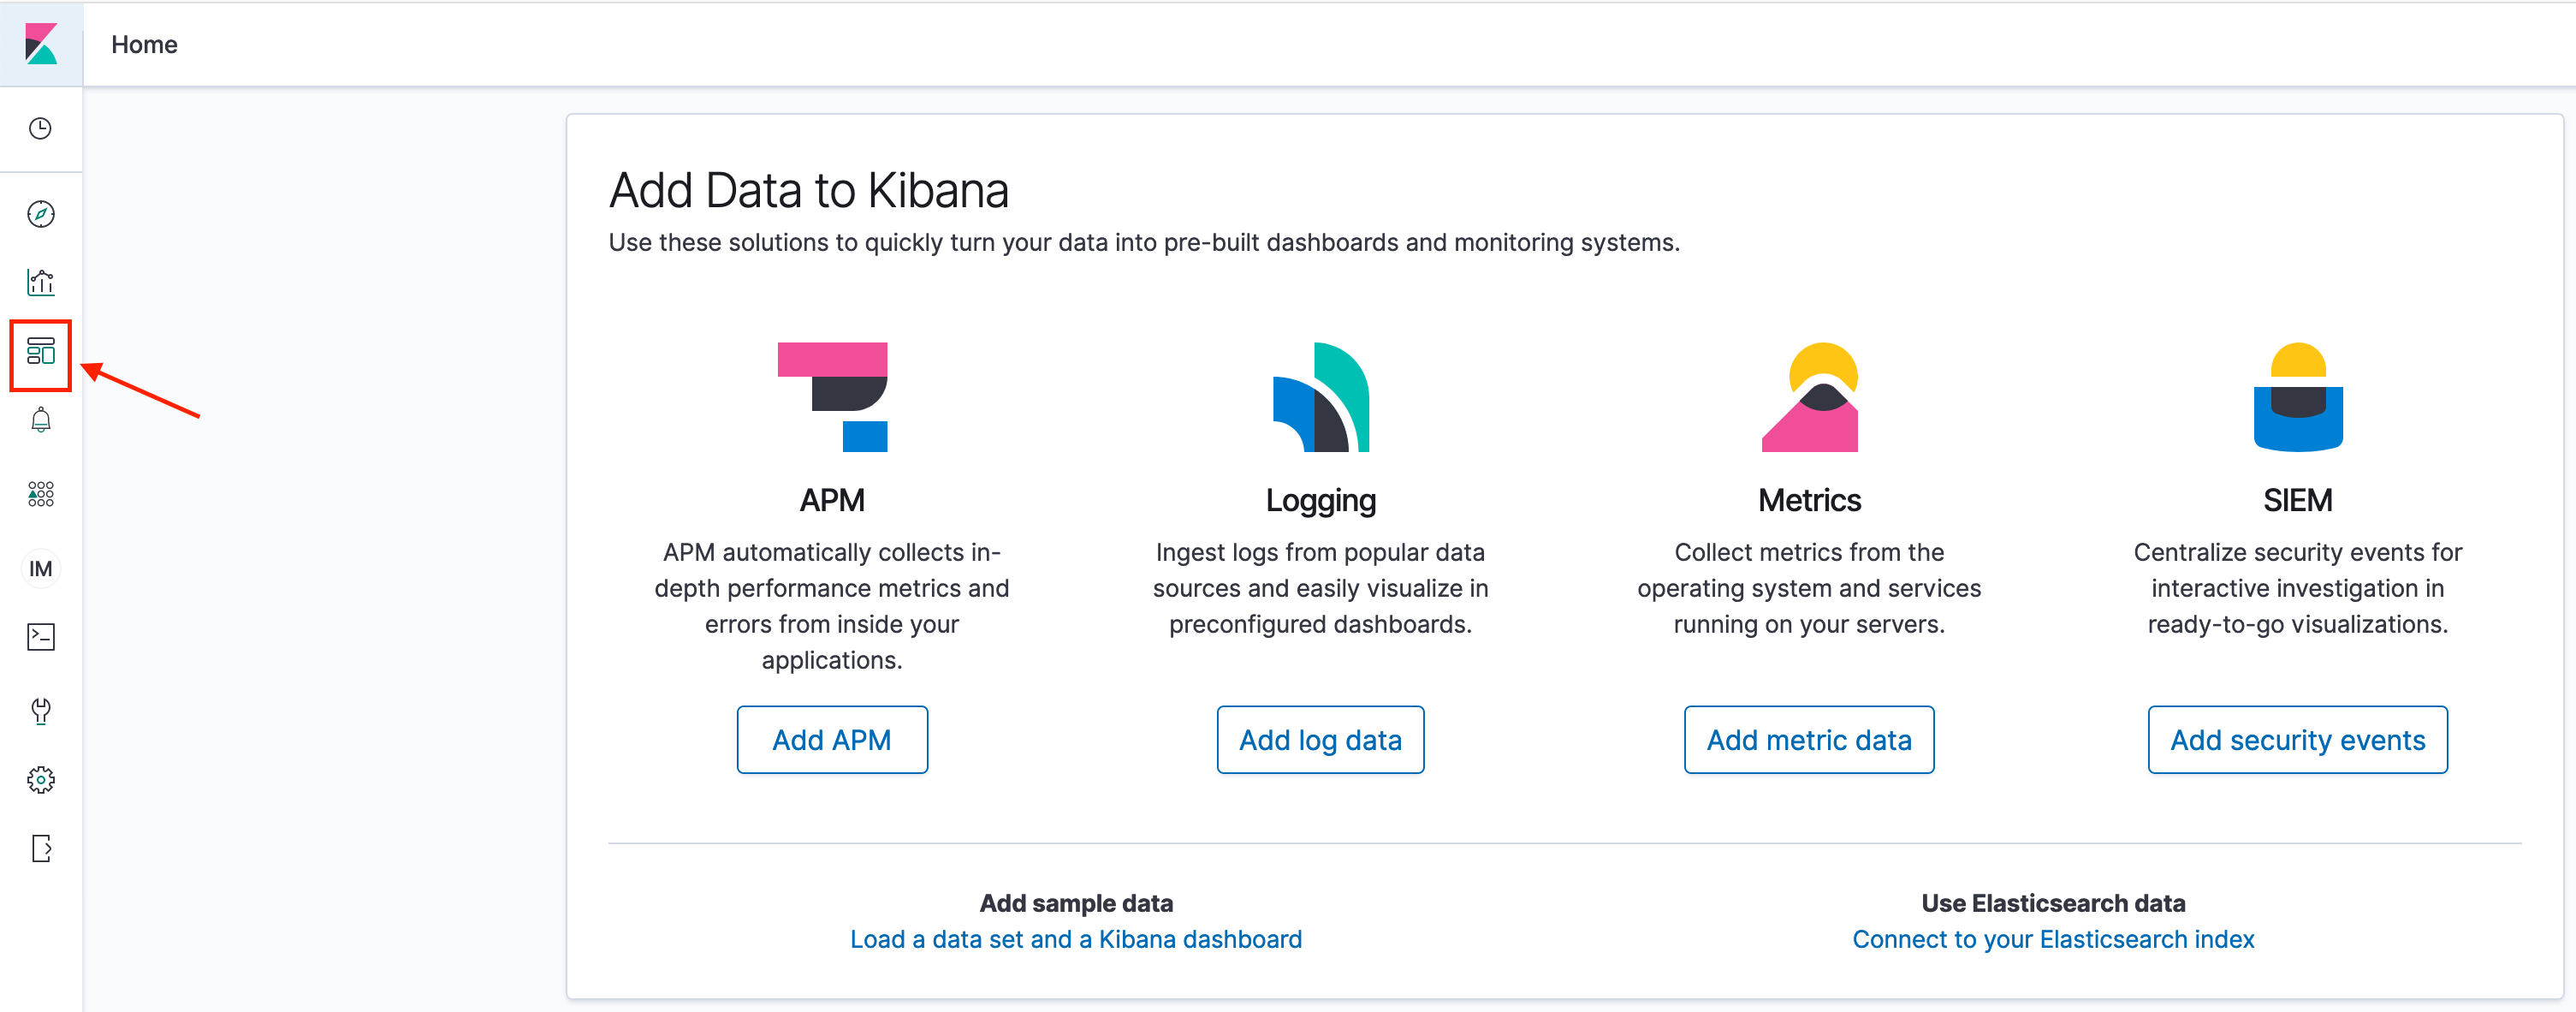 Home
Add Data to Kibana
Use these solutions to quickly turn your data into pre-built dashboards and monitoring systems.
APM
APM automatically collects in-
depth performance metrics and
errors from inside your
applications.
Add APM
Logging
Ingest logs from popular data
sources and easily visualize in
preconfigured dashboards.
Add log data
Metrics
Collect metrics from the
operating system and services
running on your servers.
Add metric data
SIEM
Centralize security events for
interactive investigation in
ready-to-go visualizations.
Add security events
IM
Add sample data
Load a data set and a Kibana dashboard
Use Elasticsearch data
Connect to your Elasticsearch index